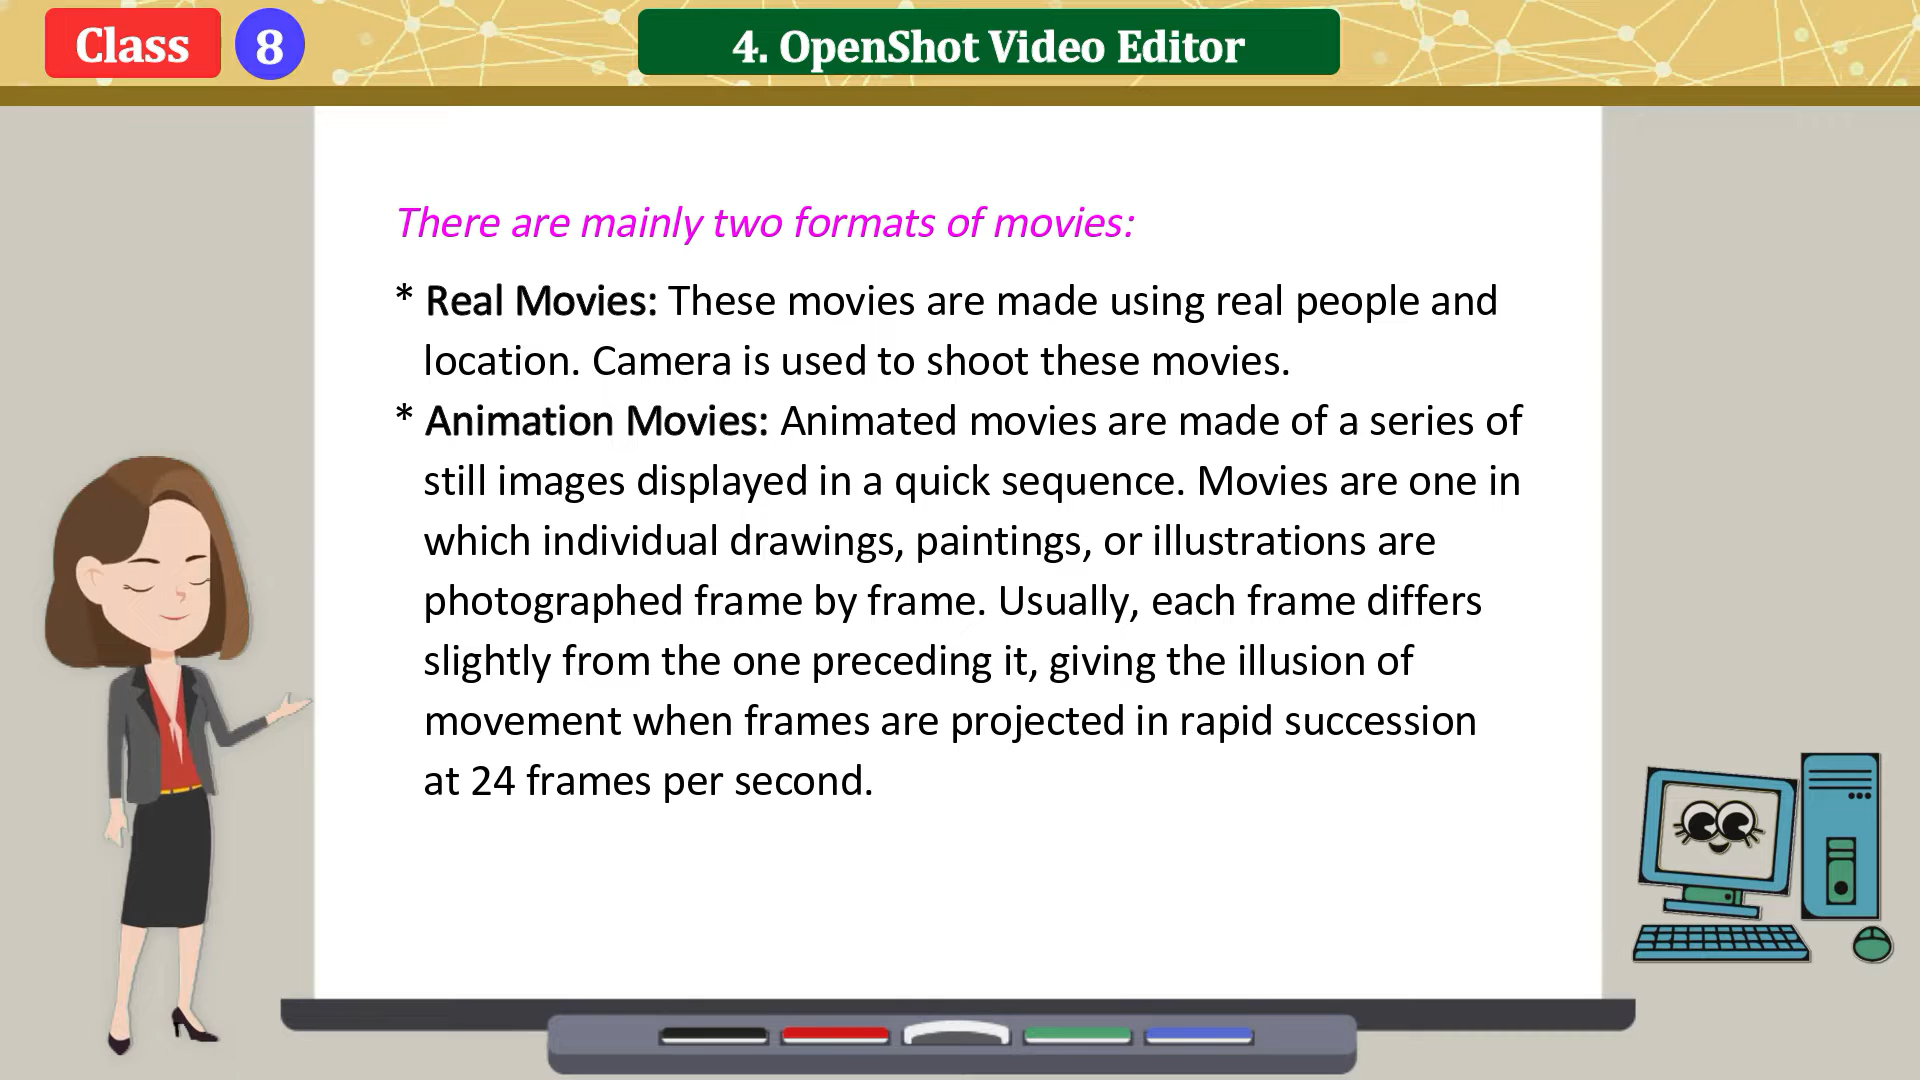 Class 8
4. OpenShot Video Editor
There are mainly two formats of movies:
* Real Movies: These movies are made using real people and
location. Camera is used to shoot these movies.
* Animation Movies: Animated movies are made of a series of
still images displayed in a quick sequence. Movies are one in
which individual drawings, paintings, or illustrations are
photographed frame by frame. Usually, each frame differs
slightly from the one preceding it, giving the illusion of
movement when frames are projected in rapid succession
at 24 frames per second.